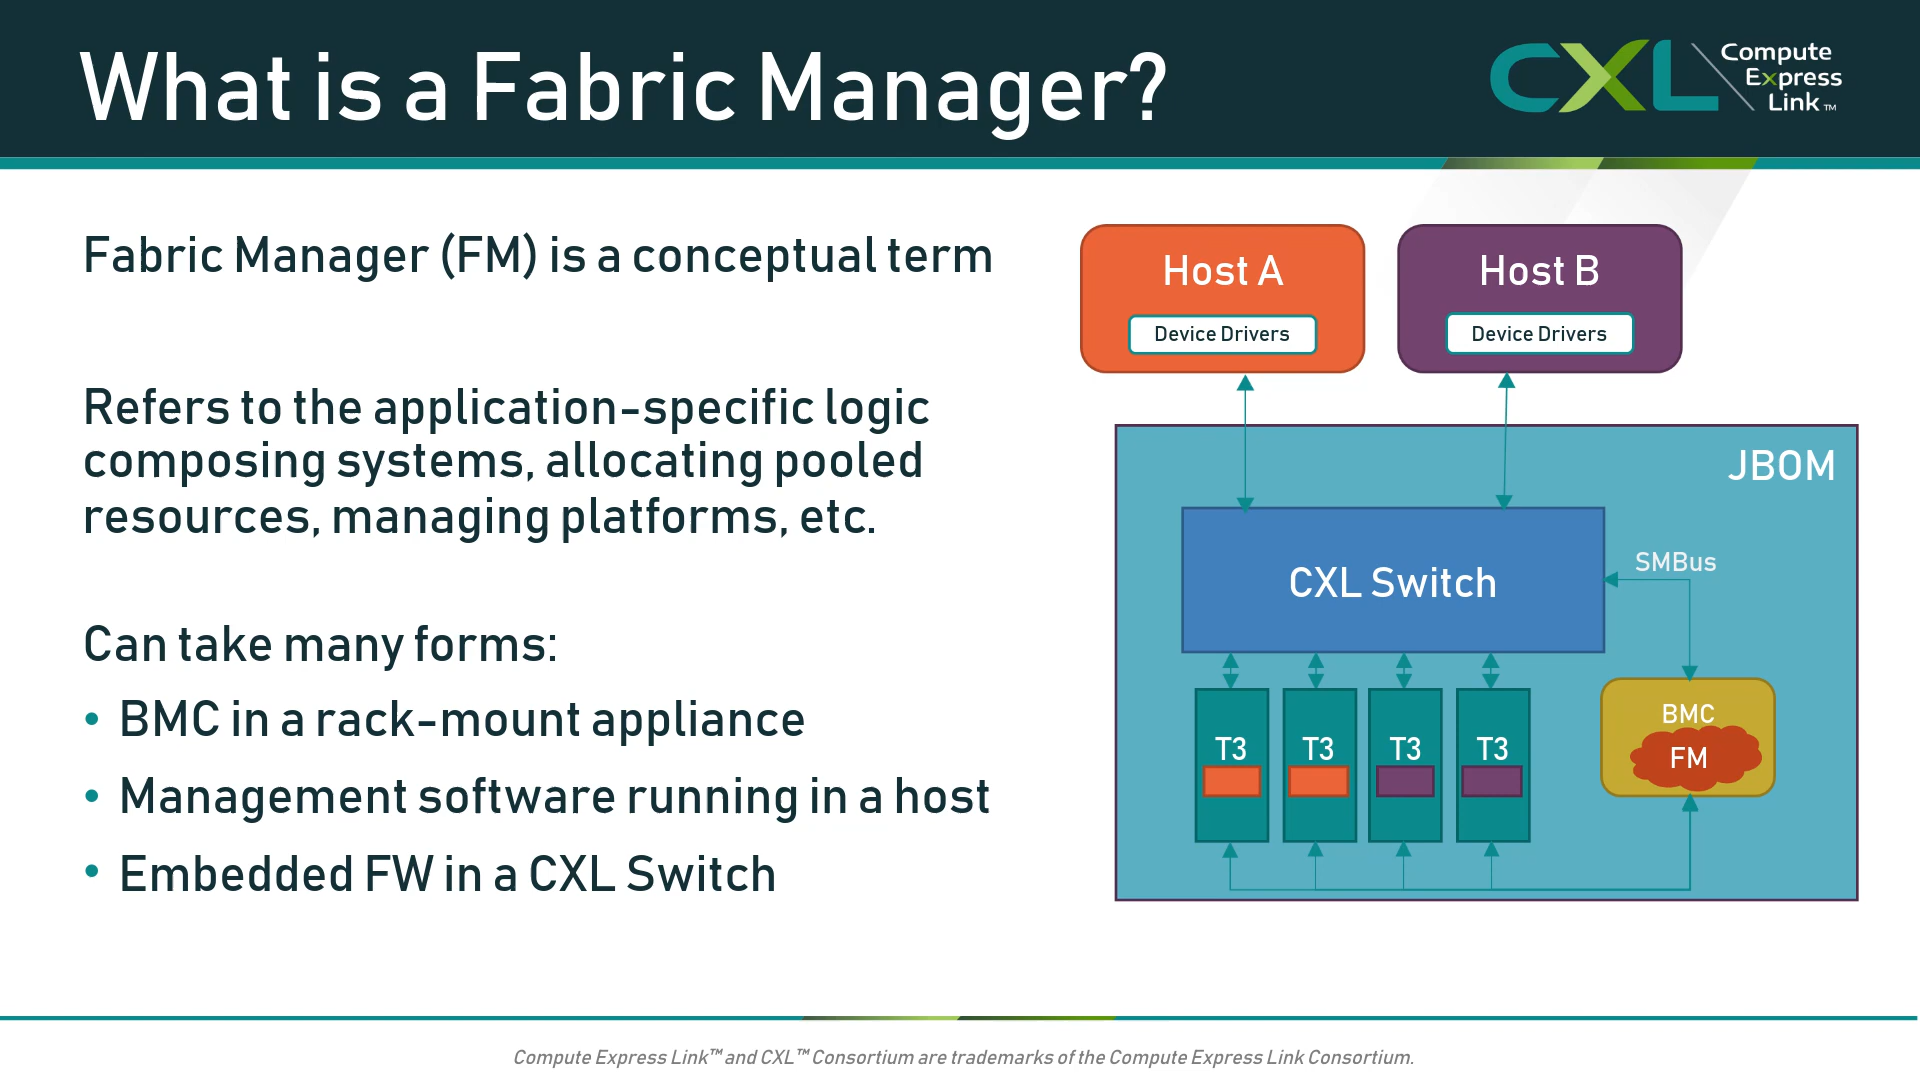 What is a Fabric Manager?
CXL
Compute
Express
Link™
Fabric Manager (FM) is a conceptual term
Refers to the application-specific logic
composing systems, allocating pooled
resources, managing platforms, etc.
Can take many forms:
• BMC in a rack-mount appliance
• Management software running in a host
• Embedded FW in a CXL Switch
Host A
Device Drivers
Host B
Device Drivers
JBOM
CXL Switch
SMBus
T3 T3 T3 T3
BMC
FM
Compute Express Link™ and CXL™ Consortium are trademarks of the Compute Express Link Consortium.